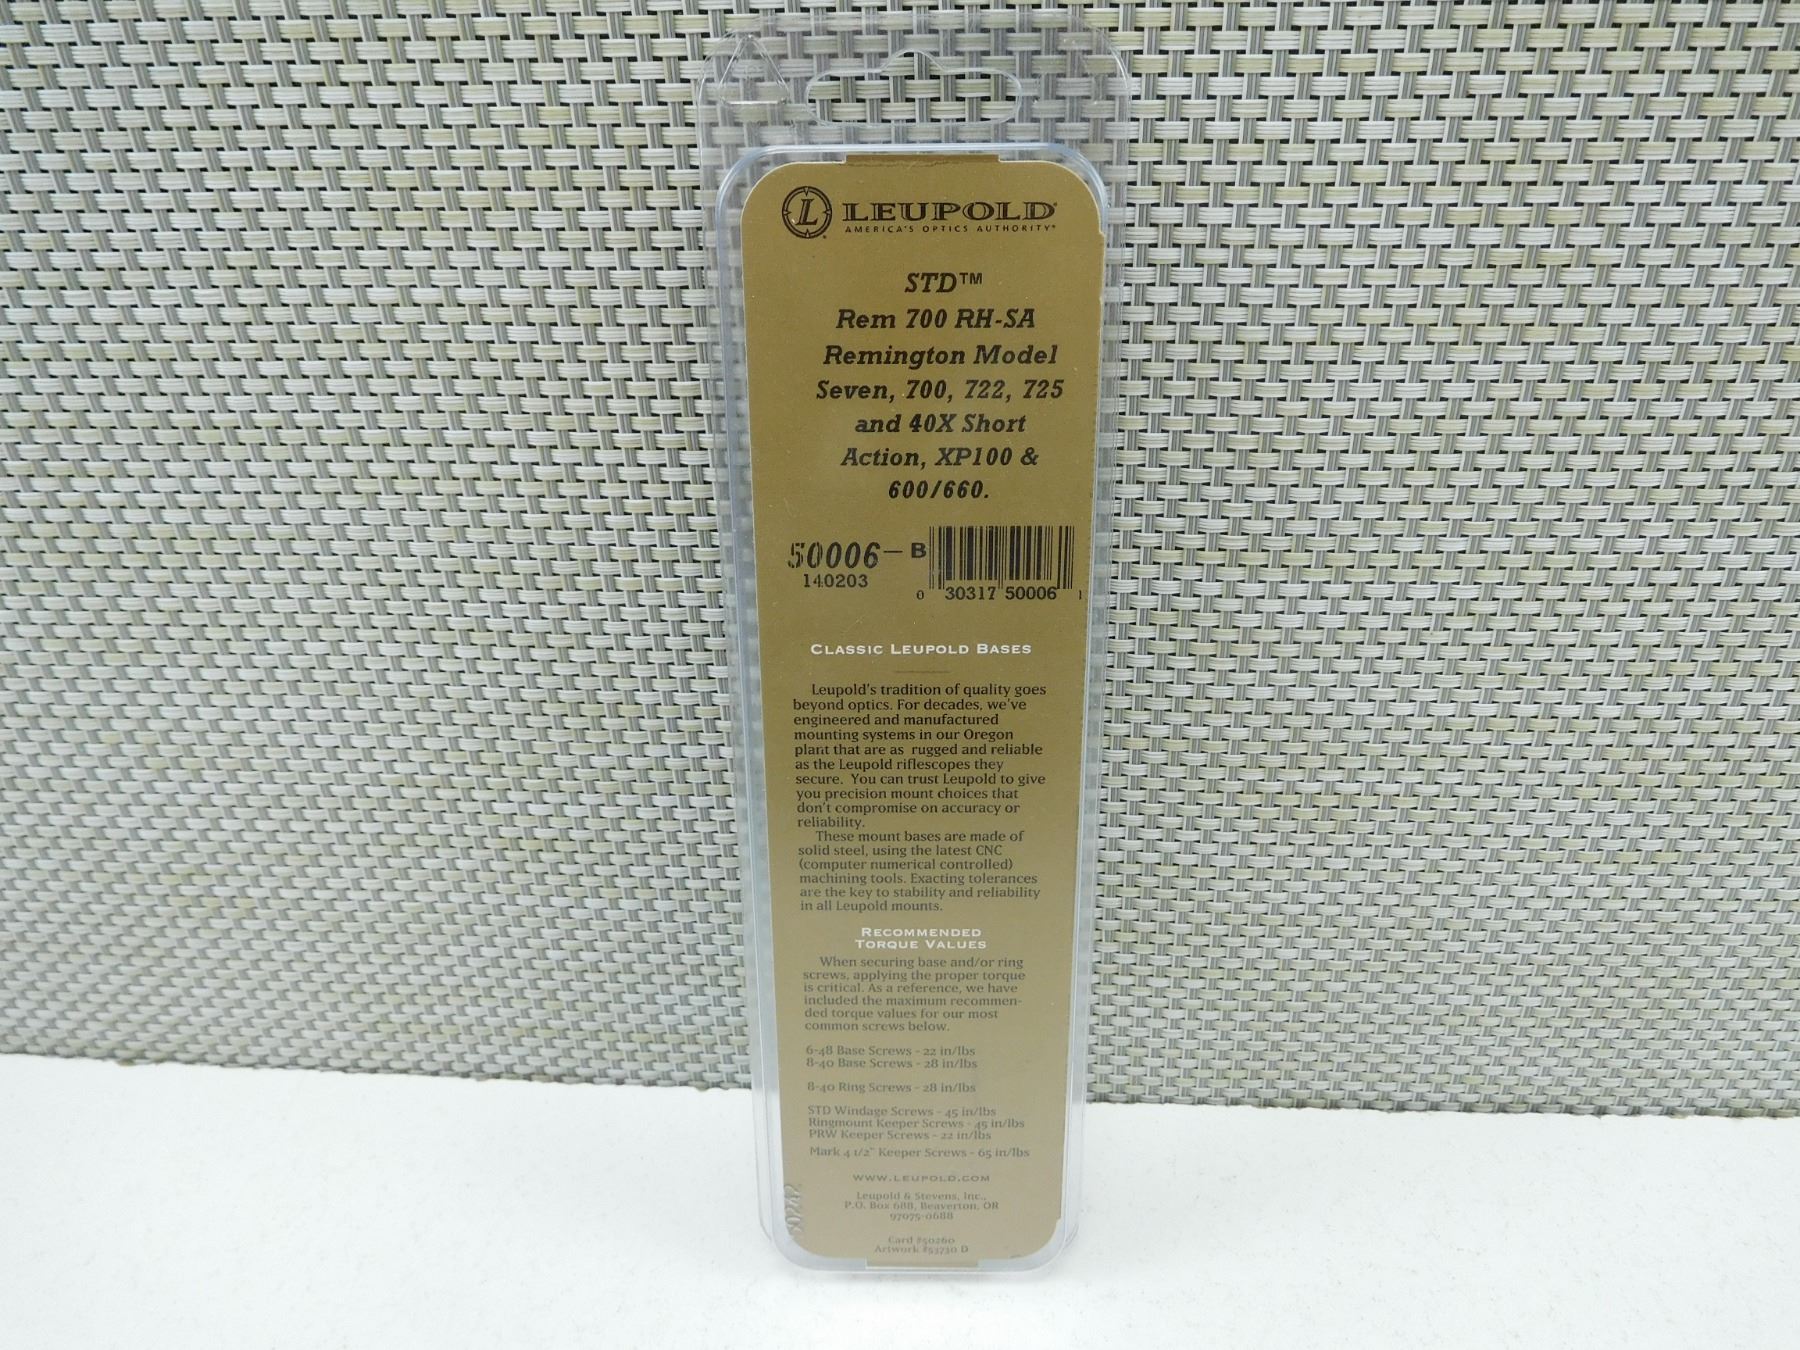 L LEUPOLD®
AMERICA'S OPTICS AUTHORITY®
STD™
Rem 700 RH-SA
Remington Model
Seven, 700, 722, 725
and 40X Short
Action, XP100 &
600/660.
50006 – B
140203
0 30317 50006 1
CLASSIC LEUPOLD BASES
Leupold's tradition of quality goes
beyond optics. For decades, we've
engineered and manufactured
mounting systems in our Oregon
plant that are as rugged and reliable
as the Leupold riflescopes they
secure. You can trust Leupold to give
you precision mount choices that
don't compromise on accuracy or
reliability.
These mount bases are made of
solid steel, using the latest CNC
(computer numerical controlled)
machining tools. Exacting tolerances
are the key to stability and reliability
in all Leupold mounts.
RECOMMENDED
TORQUE VALUES
When securing base and/or ring
screws, applying the proper torque
is critical. As a reference, we have
included the maximum recommen-
ded torque values for our most
common screws below.
6-48 Base Screws - 22 in/lbs
8-40 Base Screws - 28 in/lbs
8-40 Ring Screws - 28 in/lbs
STD Windage Screws - 45 in/lbs
Ringmount Keeper Screws - 45 in/lbs
PRW Keeper Screws - 22 in/lbs
Mark 4 1/2" Keeper Screws - 65 in/lbs
WWW.LEUPOLD.COM
Leupold & Stevens, Inc.,
P.O. Box 688, Beaverton, OR
97075-0688
Card #50260
Artwork #53730 D